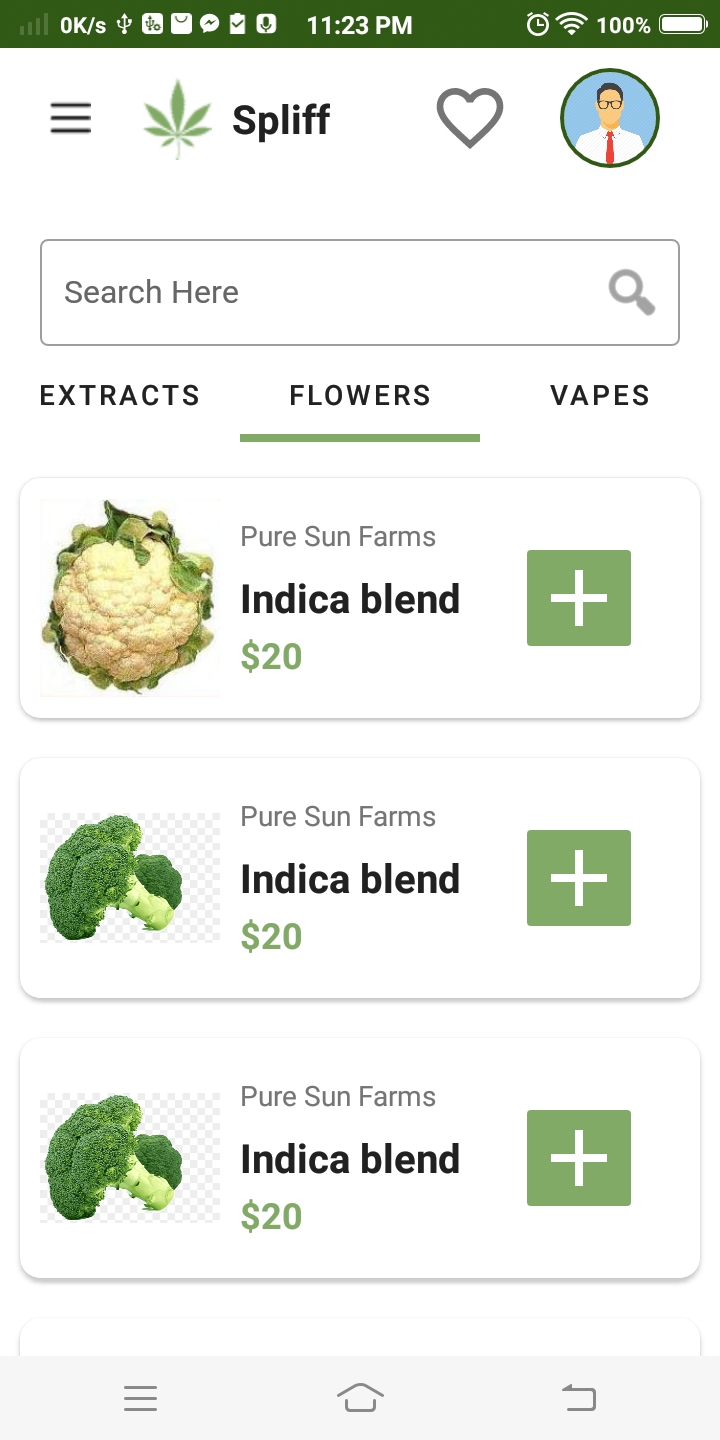 0K/s 11:23 PM 100%
Spliff
Search Here
EXTRACTS FLOWERS VAPES
Pure Sun Farms
Indica blend
$20
Pure Sun Farms
Indica blend
$20
Pure Sun Farms
Indica blend
$20